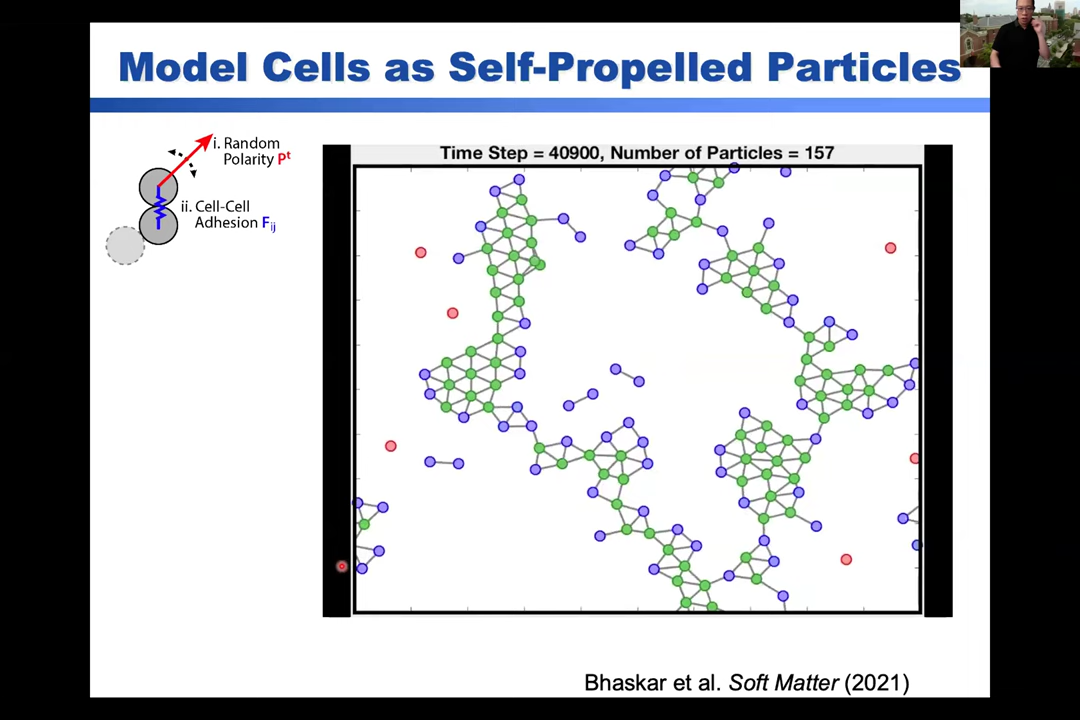 Model Cells as Self-Propelled Particles
i. Random
Polarity Pᵗ
ii. Cell-Cell
Adhesion Fᵢⱼ
Time Step = 40900, Number of Particles = 157
Bhaskar et al. Soft Matter (2021)